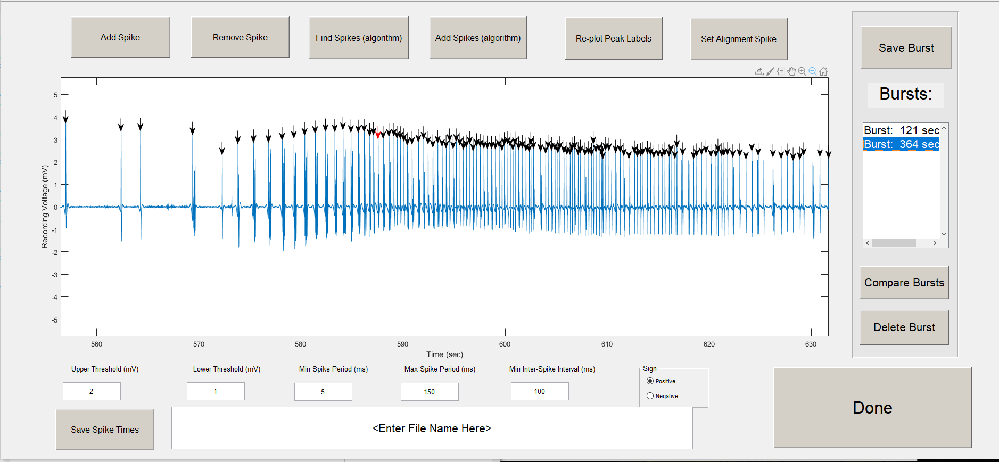 Add Spike
Remove Spike
Find Spikes (algorithm)
Add Spikes (algorithm)
Re-plot Peak Labels
Set Alignment Spike
Save Burst
Bursts:
Burst:  121 sec
Burst:  364 sec
Compare Bursts
Delete Burst
5
4
3
2
1
0
-1
-2
-3
-4
-5
Recording Voltage (mV)
560
570
580
590
600
610
620
630
Time (sec)
Upper Threshold (mV)
Lower Threshold (mV)
Min Spike Period (ms)
Max Spike Period (ms)
Min Inter-Spike Interval (ms)
2
1
5
150
100
Sign
Positive
Negative
Save Spike Times
<Enter File Name Here>
Done